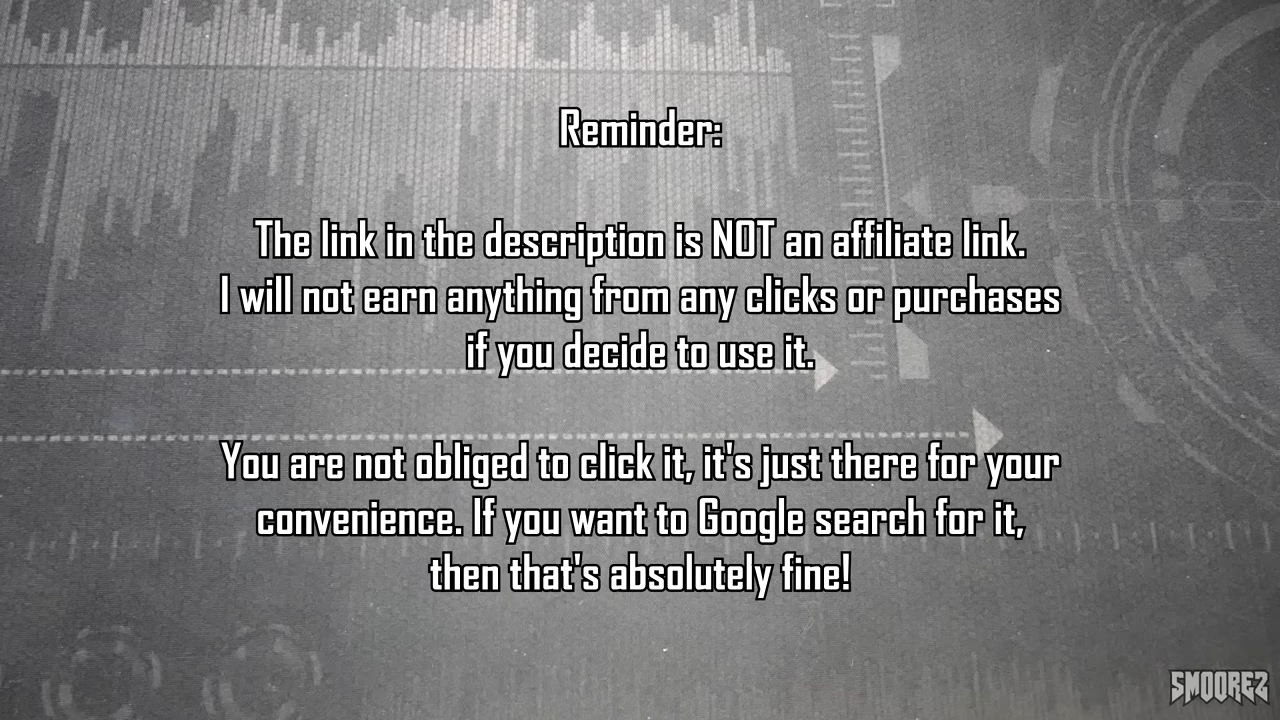 Reminder:
The link in the description is NOT an affiliate link.
I will not earn anything from any clicks or purchases
if you decide to use it.
You are not obliged to click it, it's just there for your
convenience. If you want to Google search for it,
then that's absolutely fine!
SMOOREZ